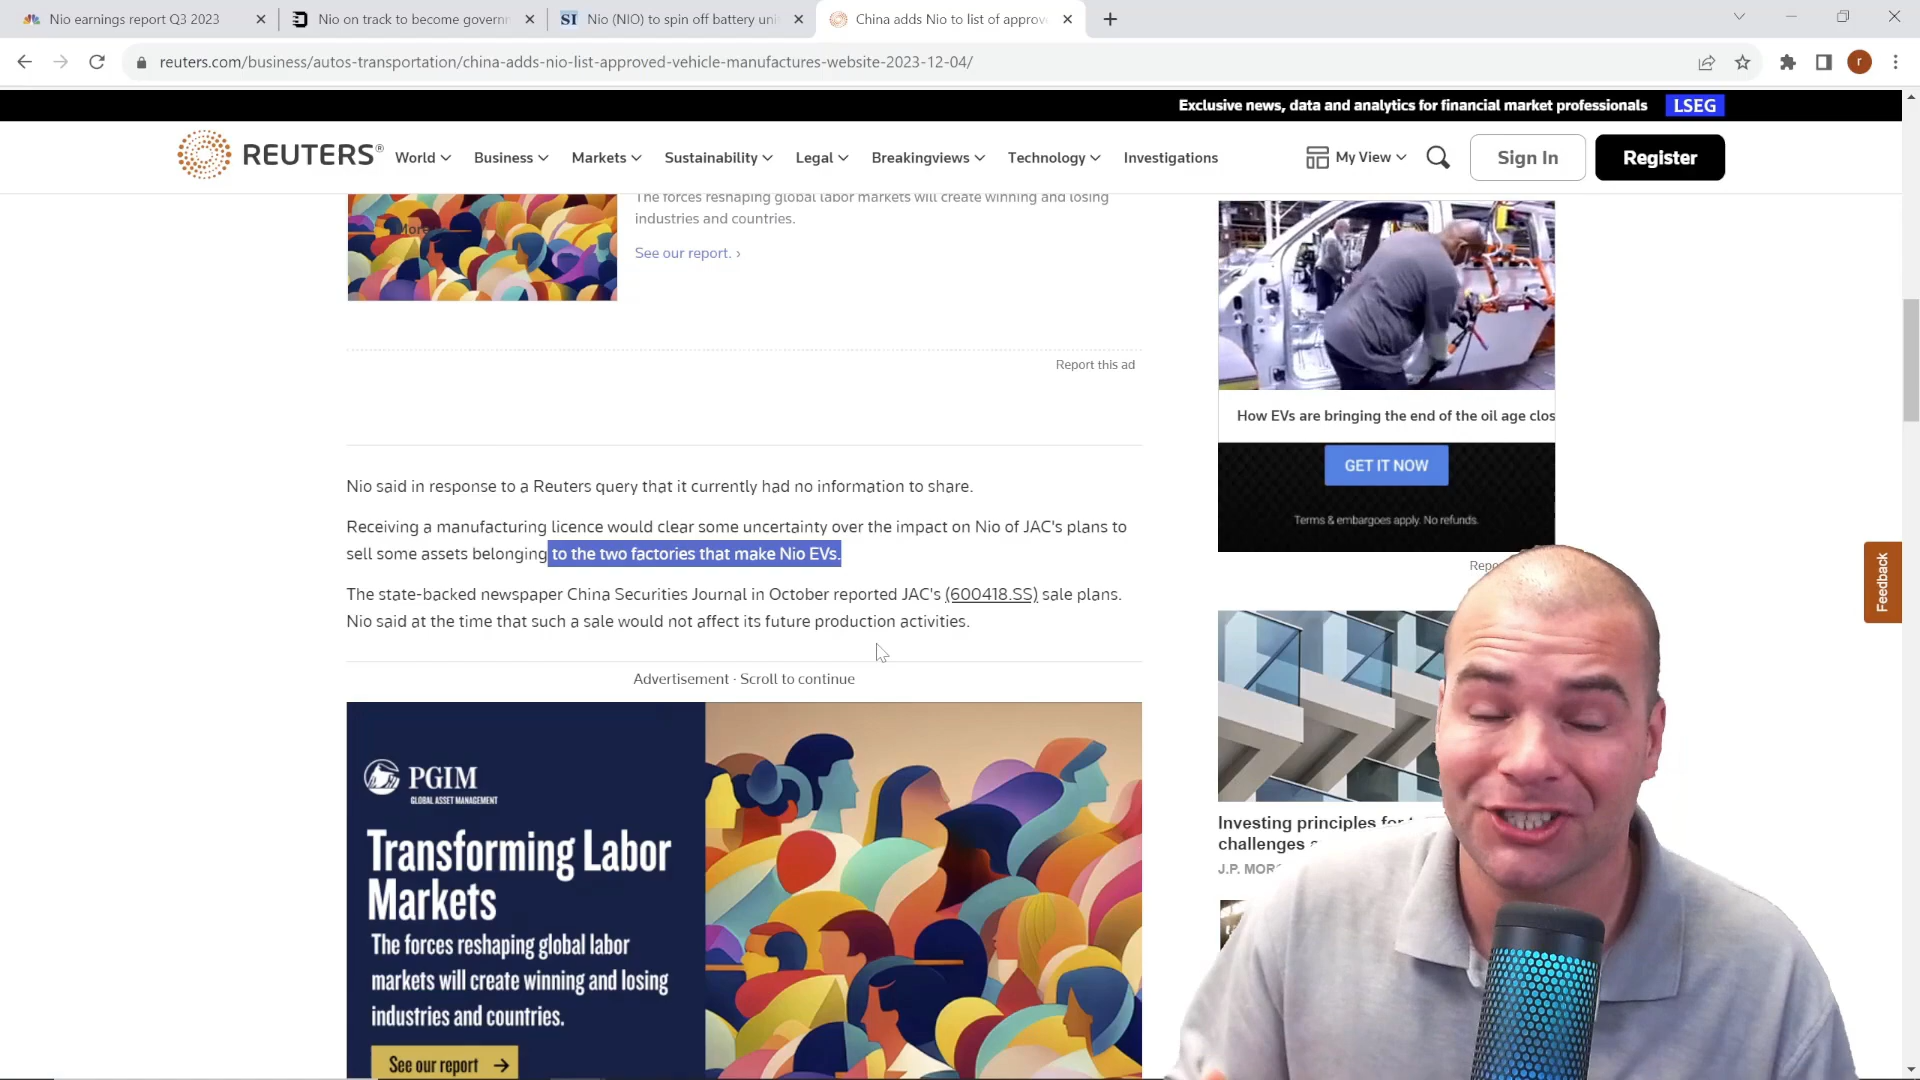 Nio earnings report Q3 2023
Nio on track to become governm
Nio (NIO) to spin off battery uni
China adds Nio to list of approv
reuters.com/business/autos-transportation/china-adds-nio-list-approved-vehicle-manufactures-website-2023-12-04/
r
Exclusive news, data and analytics for financial market professionals LSEG
REUTERS®
World
Business
Markets
Sustainability
Legal
Breakingviews
Technology
Investigations
My View
Sign In
Register
More
The forces reshaping global labor markets will create winning and losing
industries and countries.
See our report. ›
Report this ad
Nio said in response to a Reuters query that it currently had no information to share.
Receiving a manufacturing licence would clear some uncertainty over the impact on Nio of JAC's plans to
sell some assets belonging to the two factories that make Nio EVs.
The state-backed newspaper China Securities Journal in October reported JAC's (600418.SS) sale plans.
Nio said at the time that such a sale would not affect its future production activities.
Advertisement · Scroll to continue
PGIM
GLOBAL ASSET MANAGEMENT
Transforming Labor
Markets
The forces reshaping global labor
markets will create winning and losing
industries and countries.
See our report →
How EVs are bringing the end of the oil age clos
GET IT NOW
Terms & embargoes apply. No refunds.
Repo
Investing principles for
challenges
J.P. MOR
Feedback